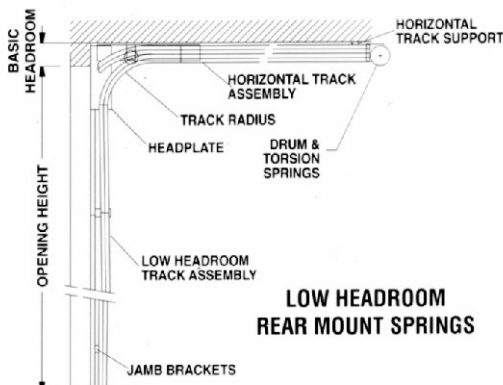 BASIC
HEADROOM
HORIZONTAL
TRACK SUPPORT
HORIZONTAL TRACK
ASSEMBLY
TRACK RADIUS
HEADPLATE
DRUM &
TORSION
SPRINGS
OPENING HEIGHT
LOW HEADROOM
TRACK ASSEMBLY
LOW HEADROOM
REAR MOUNT SPRINGS
JAMB BRACKETS